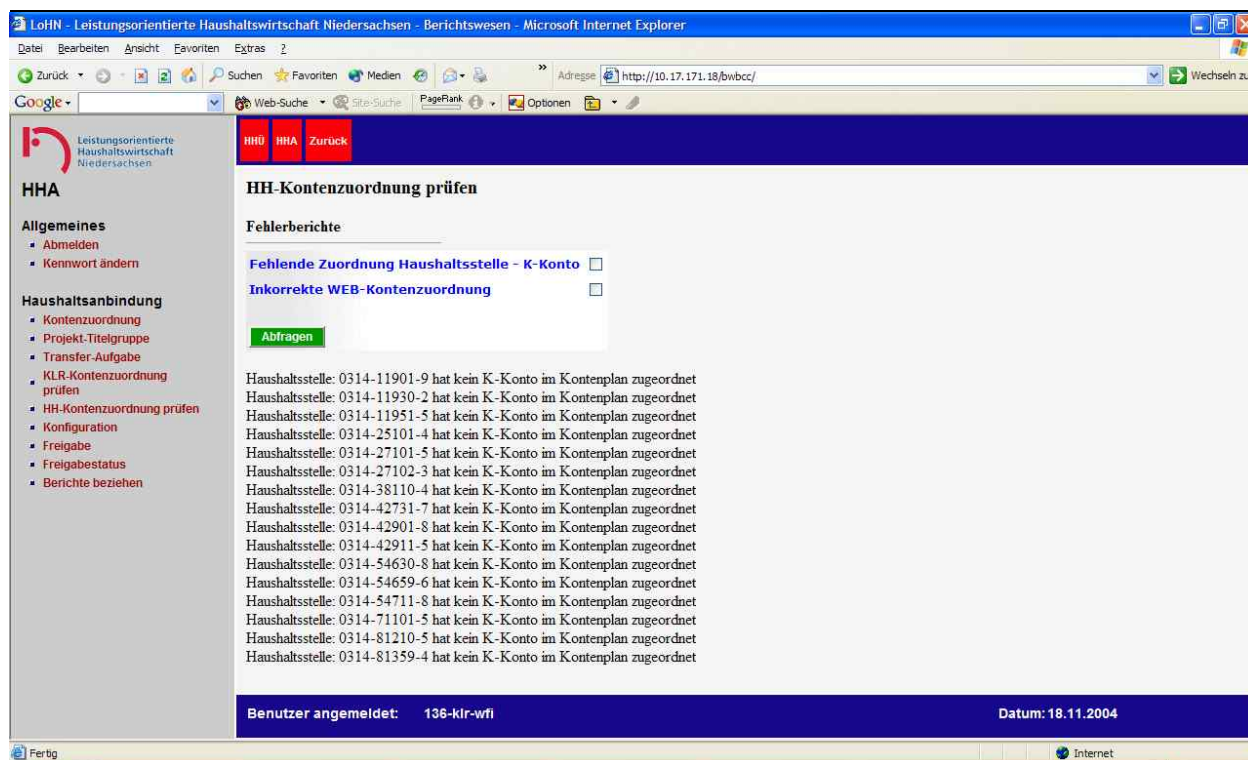 LoHN - Leistungsorientierte Haushaltswirtschaft Niedersachsen - Berichtswesen - Microsoft Internet Explorer
Datei Bearbeiten Ansicht Favoriten Extras ?
Zurück Suchen Favoriten Medien » Adresse http://10.17.171.18/bwbcc/ Wechseln zu
Google Web-Suche Site-Suche PageRank Optionen
Leistungsorientierte
Haushaltswirtschaft
Niedersachsen
HHA
Allgemeines
Abmelden
Kennwort ändern
Haushaltsanbindung
Kontenzuordnung
Projekt-Titelgruppe
Transfer-Aufgabe
KLR-Kontenzuordnung
prüfen
HH-Kontenzuordnung prüfen
Konfiguration
Freigabe
Freigabestatus
Berichte beziehen
HHÜ HHA Zurück
HH-Kontenzuordnung prüfen
Fehlerberichte
Fehlende Zuordnung Haushaltsstelle - K-Konto
Inkorrekte WEB-Kontenzuordnung
Abfragen
Haushaltsstelle: 0314-11901-9 hat kein K-Konto im Kontenplan zugeordnet
Haushaltsstelle: 0314-11930-2 hat kein K-Konto im Kontenplan zugeordnet
Haushaltsstelle: 0314-11951-5 hat kein K-Konto im Kontenplan zugeordnet
Haushaltsstelle: 0314-25101-4 hat kein K-Konto im Kontenplan zugeordnet
Haushaltsstelle: 0314-27101-5 hat kein K-Konto im Kontenplan zugeordnet
Haushaltsstelle: 0314-27102-3 hat kein K-Konto im Kontenplan zugeordnet
Haushaltsstelle: 0314-38110-4 hat kein K-Konto im Kontenplan zugeordnet
Haushaltsstelle: 0314-42731-7 hat kein K-Konto im Kontenplan zugeordnet
Haushaltsstelle: 0314-42901-8 hat kein K-Konto im Kontenplan zugeordnet
Haushaltsstelle: 0314-42911-5 hat kein K-Konto im Kontenplan zugeordnet
Haushaltsstelle: 0314-54630-8 hat kein K-Konto im Kontenplan zugeordnet
Haushaltsstelle: 0314-54659-6 hat kein K-Konto im Kontenplan zugeordnet
Haushaltsstelle: 0314-54711-8 hat kein K-Konto im Kontenplan zugeordnet
Haushaltsstelle: 0314-71101-5 hat kein K-Konto im Kontenplan zugeordnet
Haushaltsstelle: 0314-81210-5 hat kein K-Konto im Kontenplan zugeordnet
Haushaltsstelle: 0314-81359-4 hat kein K-Konto im Kontenplan zugeordnet
Benutzer angemeldet: 136-klr-wfi Datum: 18.11.2004
Fertig Internet